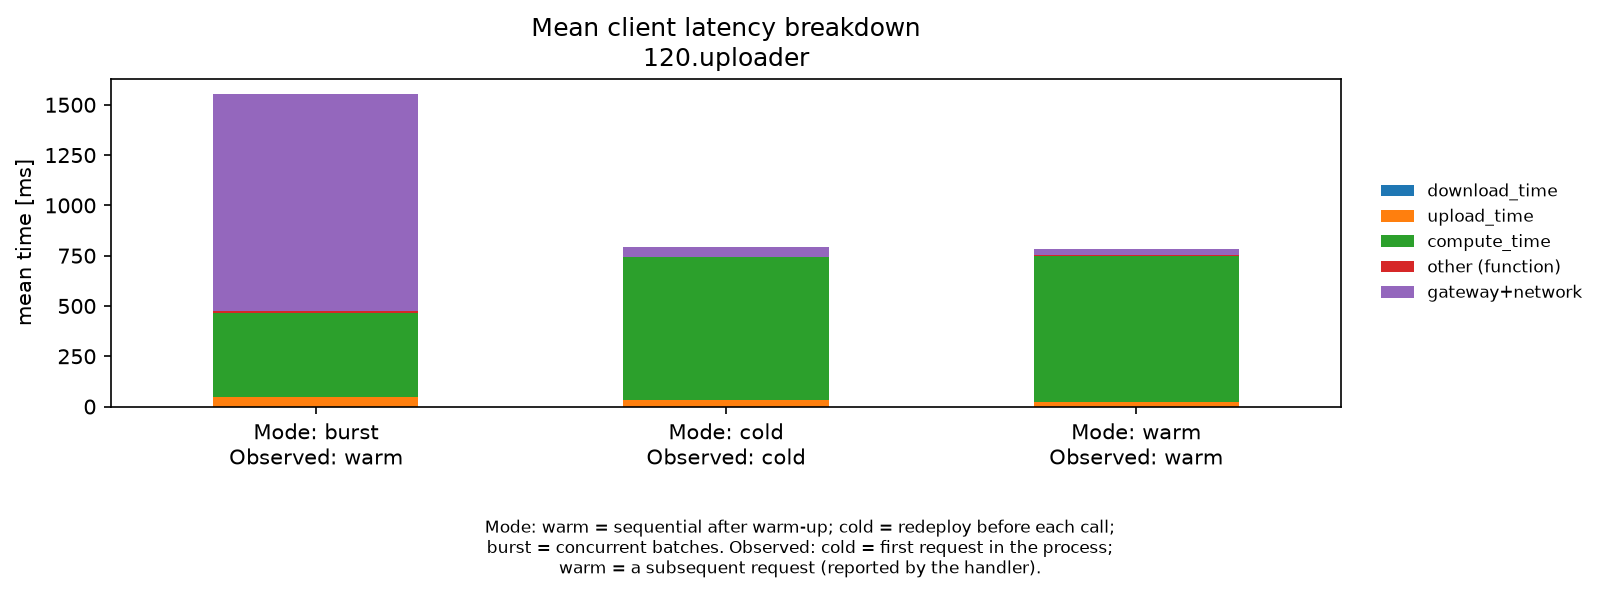 Mean client latency breakdown
120.uploader
mean time [ms]
1500
1250
1000
750
500
250
0
Mode: burst
Observed: warm
Mode: cold
Observed: cold
Mode: warm
Observed: warm
download_time
upload_time
compute_time
other (function)
gateway+network
Mode: warm = sequential after warm-up; cold = redeploy before each call;
burst = concurrent batches. Observed: cold = first request in the process;
warm = a subsequent request (reported by the handler).